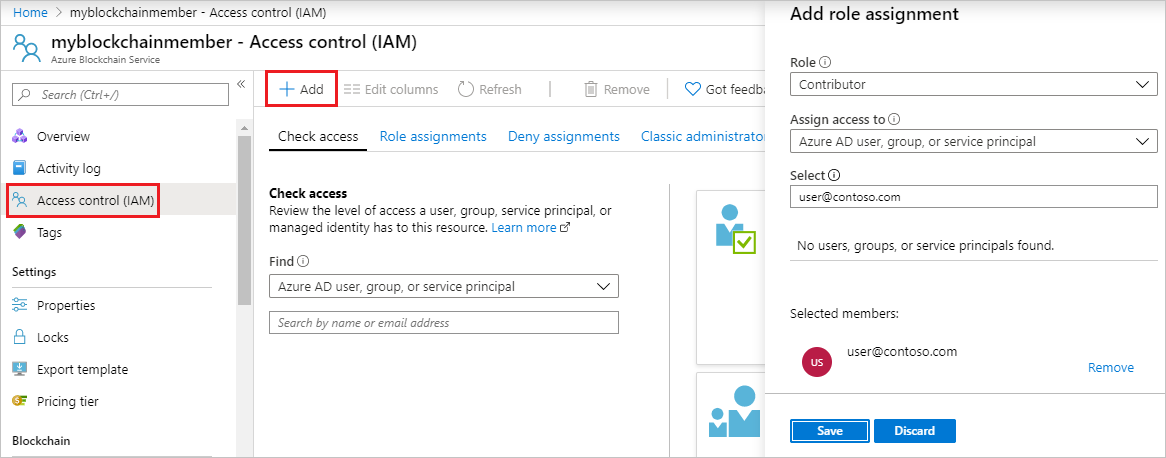 Home > myblockchainmember - Access control (IAM)
myblockchainmember - Access control (IAM)
Azure Blockchain Service
Search (Ctrl+/)
Overview
Activity log
Access control (IAM)
Tags
Settings
Properties
Locks
Export template
Pricing tier
Blockchain
Add
Edit columns
Refresh
Remove
Got feedba
Check access
Role assignments
Deny assignments
Classic administrator
Check access
Review the level of access a user, group, service principal, or
managed identity has to this resource. Learn more
Find
Azure AD user, group, or service principal
Search by name or email address
Add role assignment
Role
Contributor
Assign access to
Azure AD user, group, or service principal
Select
user@contoso.com
No users, groups, or service principals found.
Selected members:
US
user@contoso.com
Remove
Save
Discard